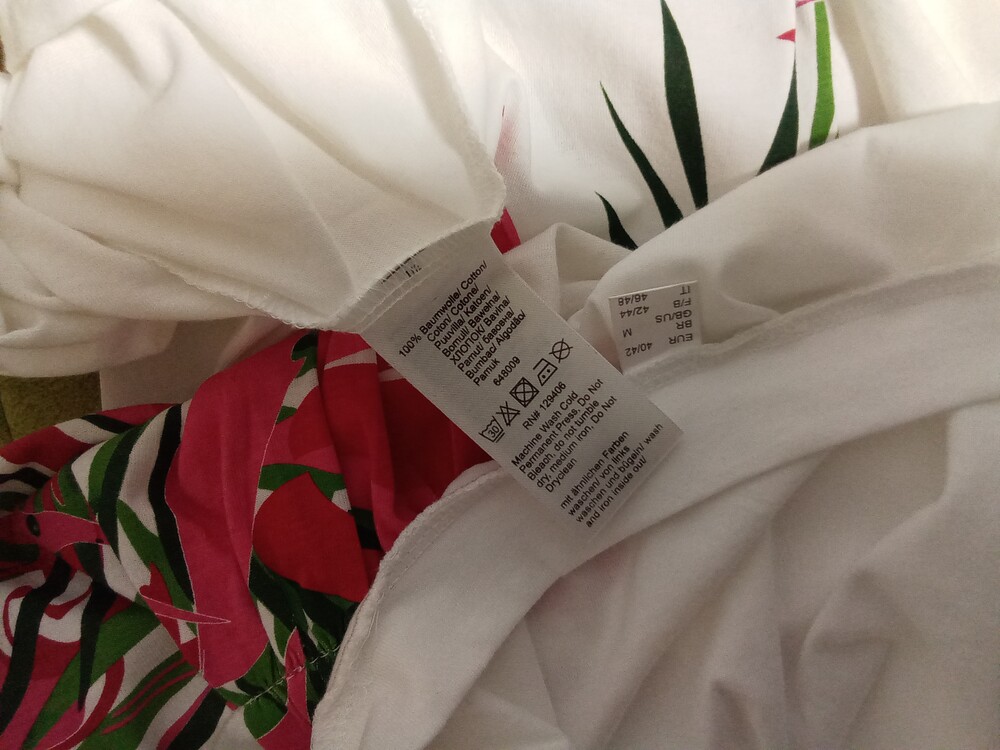 100% Baumwolle/ Cotton/
Coton/ Cotone/
Puuvilla/ Katoen/
Bomull/ Bawełna/
ХЛОПОК/ Bavlna/
Pamut/ бавовна/
Bumbac/ Algodão/
Pamuk
648009
30
RN# 129406
Machine Wash Cold,
Permanent Press, Do Not
Bleach, do not tumble
dry, medium iron, Do Not
Dryclean
mit ähnlichen Farben
waschen/ von links
waschen und bügeln/ wash
and iron inside out/
EUR 40/42
BR
GB/US M
F/B 42/44
IT 46/48